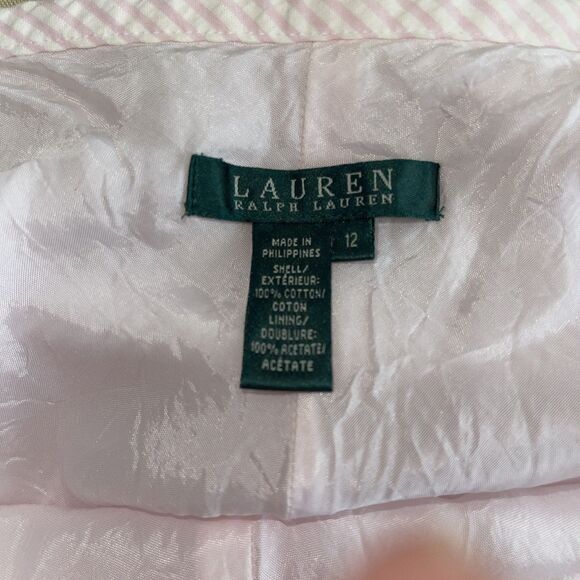 LAUREN
RALPH LAUREN
12
MADE IN
PHILIPPINES
SHELL/
EXTÉRIEUR:
100% COTTON/
COTON
LINING/
DOUBLURE:
100% ACETATE/
ACÉTATE